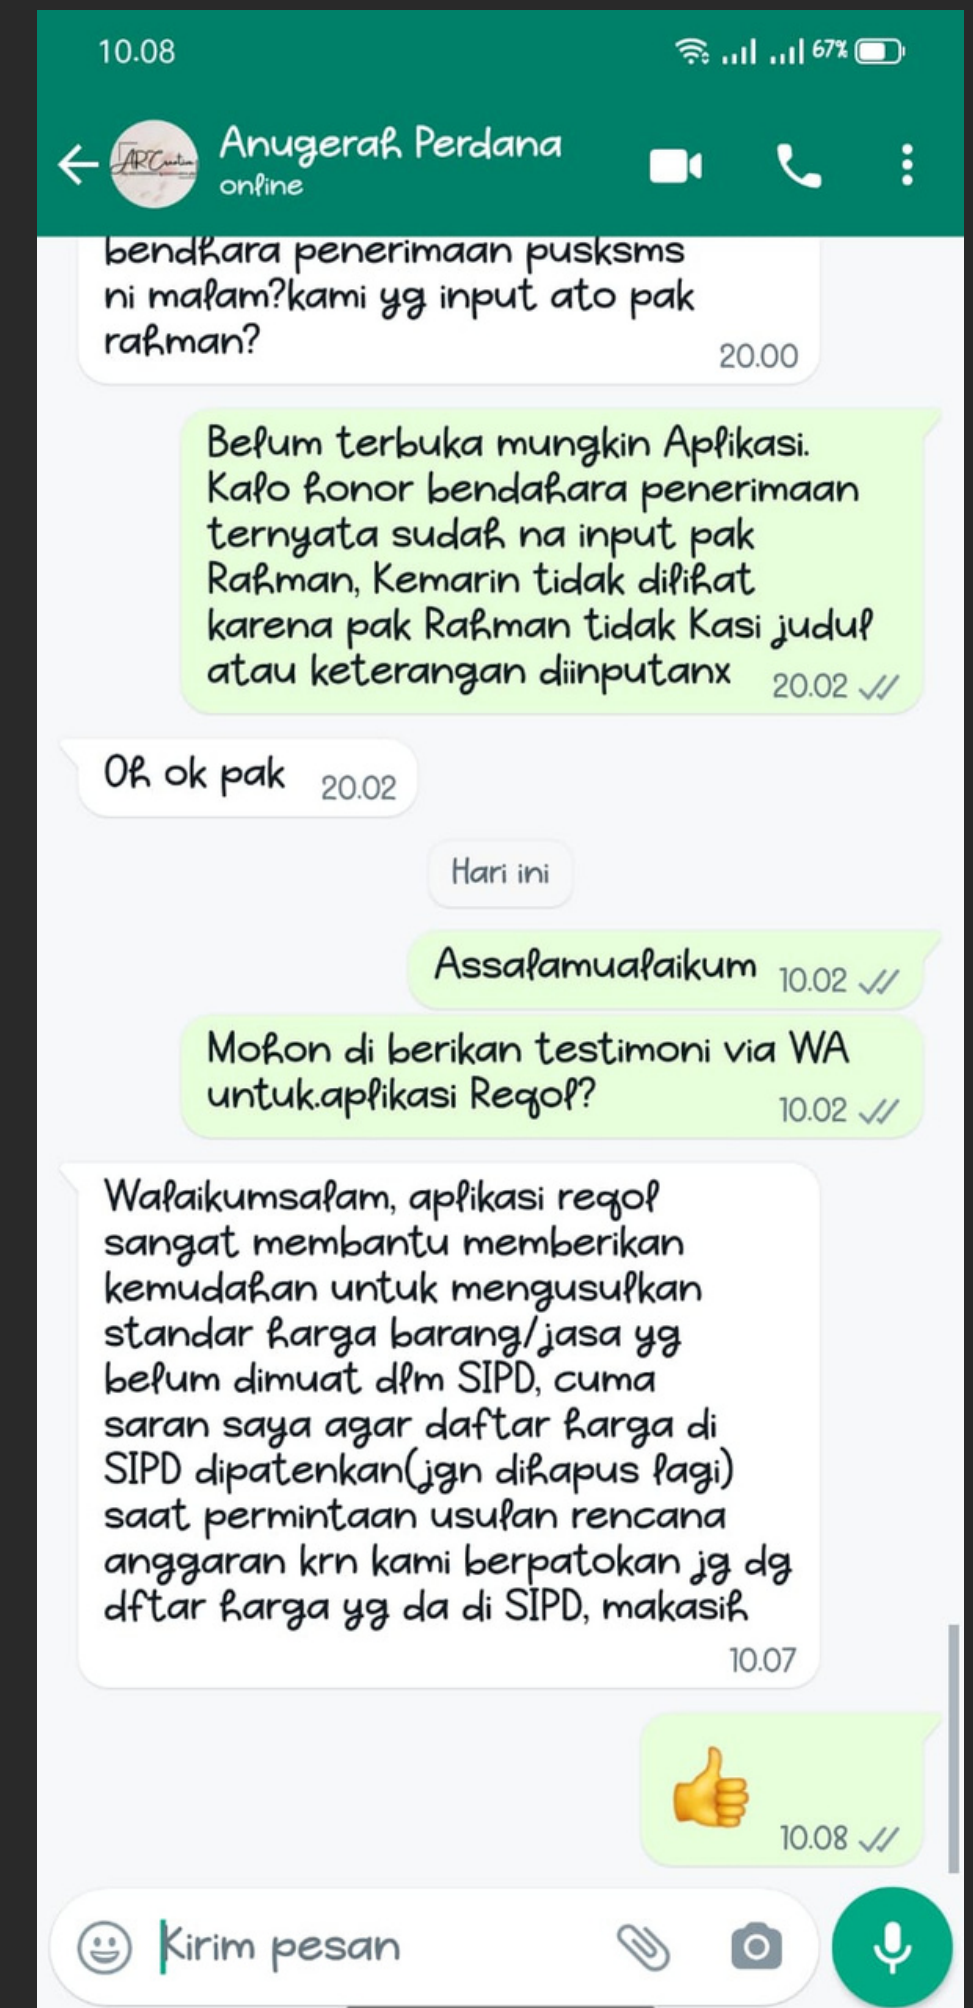 10.08
67%
ARCreation
Anugerah Perdana
online
bendhara penerimaan pusksms
ni malam?kami yg input ato pak
rahman?
20.00
Belum terbuka mungkin Aplikasi.
Kalo honor bendahara penerimaan
ternyata sudah na input pak
Rahman, Kemarin tidak dilihat
karena pak Rahman tidak Kasi judul
atau keterangan diinputanx
20.02
Oh ok pak
20.02
Hari ini
Assalamualaikum
10.02
Mohon di berikan testimoni via WA
untuk.aplikasi Reqol?
10.02
Walaikumsalam, aplikasi reqol
sangat membantu memberikan
kemudahan untuk mengusulkan
standar harga barang/jasa yg
belum dimuat dlm SIPD, cuma
saran saya agar daftar harga di
SIPD dipatenkan(jgn dihapus lagi)
saat permintaan usulan rencana
anggaran krn kami berpatokan jg dg
dftar harga yg da di SIPD, makasih
10.07
10.08
Kirim pesan